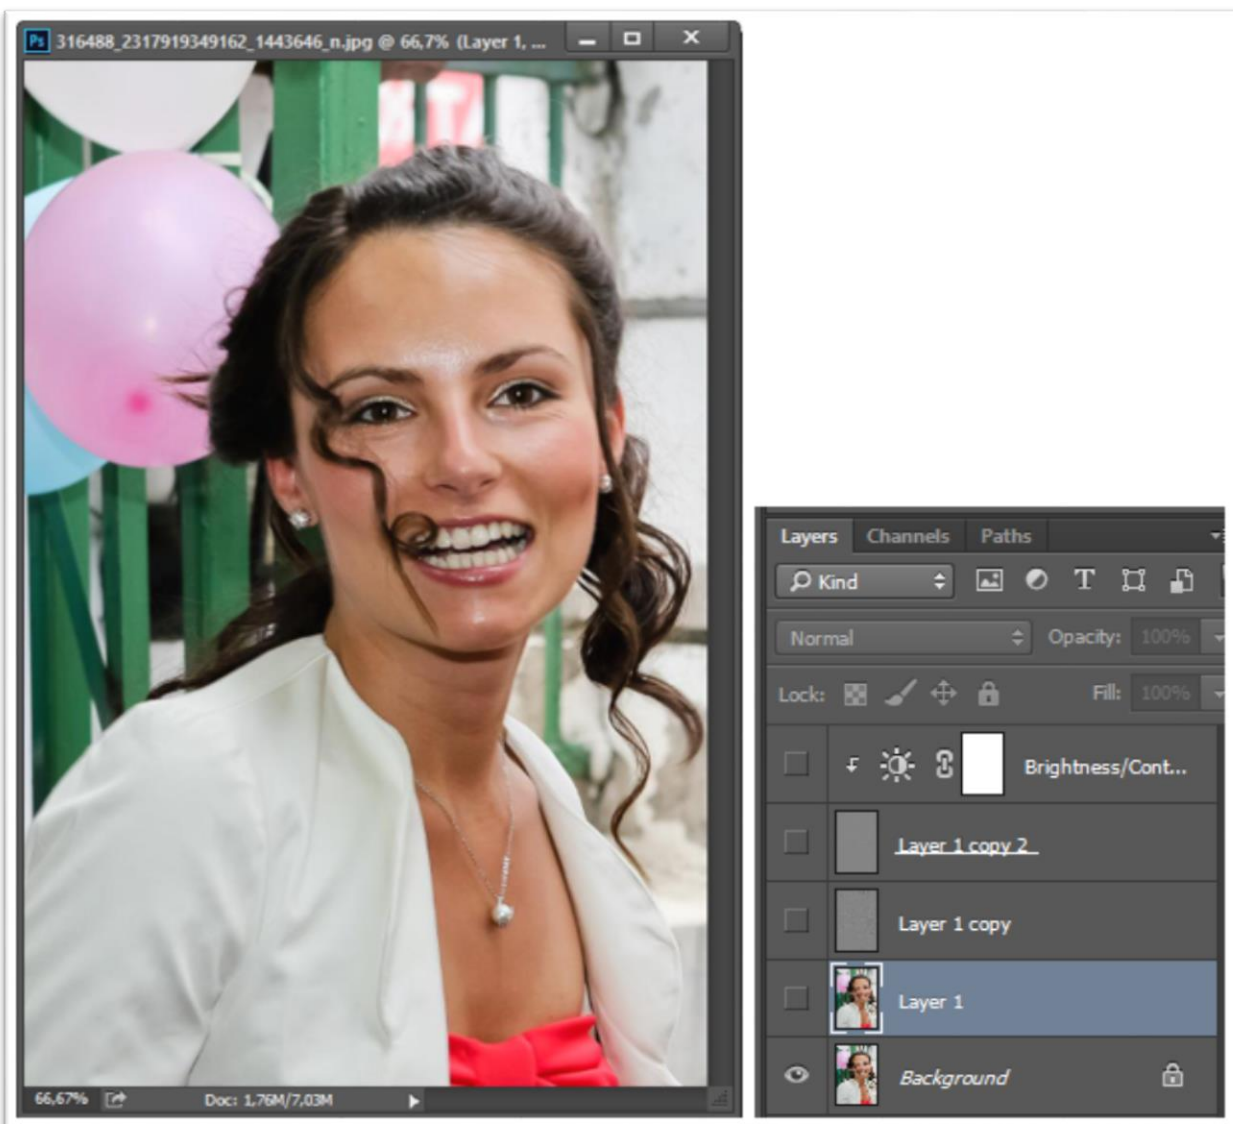 Ps 316488_2317919349162_1443646_n.jpg @ 66,7% (Layer 1, ...
66,67% Doc: 1,76M/7,03M
Layers Channels Paths
Kind T
Normal Opacity: 100%
Lock: Fill: 100%
Brightness/Cont...
Layer 1 copy 2
Layer 1 copy
Layer 1
Background